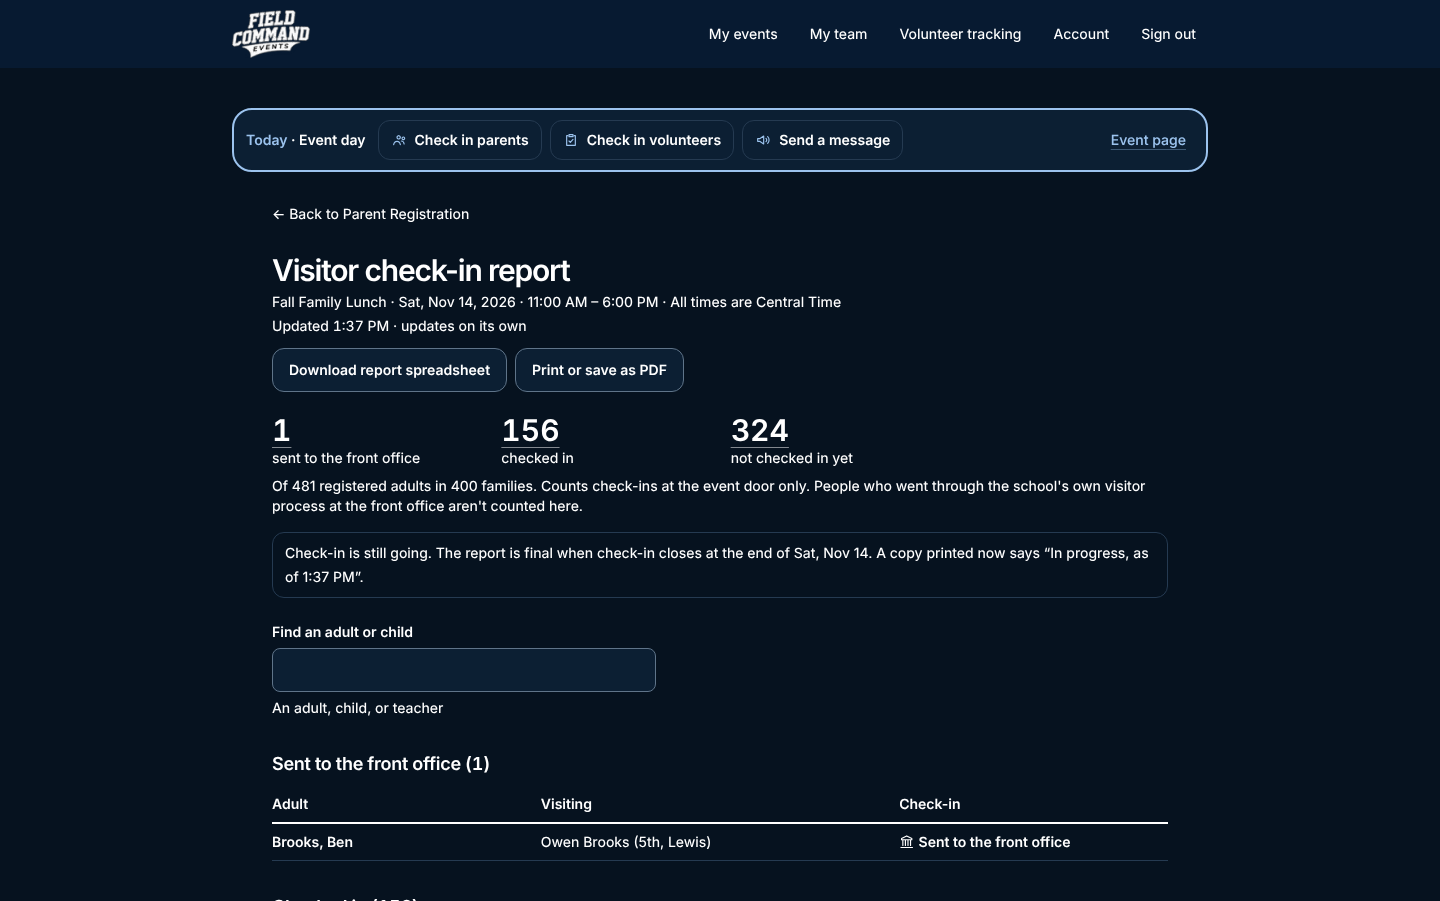 FIELD
COMMAND
EVENTS
My events
My team
Volunteer tracking
Account
Sign out
Today · Event day
Check in parents
Check in volunteers
Send a message
Event page
← Back to Parent Registration
Visitor check-in report
Fall Family Lunch · Sat, Nov 14, 2026 · 11:00 AM – 6:00 PM · All times are Central Time
Updated 1:37 PM · updates on its own
Download report spreadsheet
Print or save as PDF
1
sent to the front office
156
checked in
324
not checked in yet
Of 481 registered adults in 400 families. Counts check-ins at the event door only. People who went through the school's own visitor
process at the front office aren't counted here.
Check-in is still going. The report is final when check-in closes at the end of Sat, Nov 14. A copy printed now says “In progress, as
of 1:37 PM”.
Find an adult or child
An adult, child, or teacher
Sent to the front office (1)
Adult
Visiting
Check-in
Brooks, Ben
Owen Brooks (5th, Lewis)
Sent to the front office